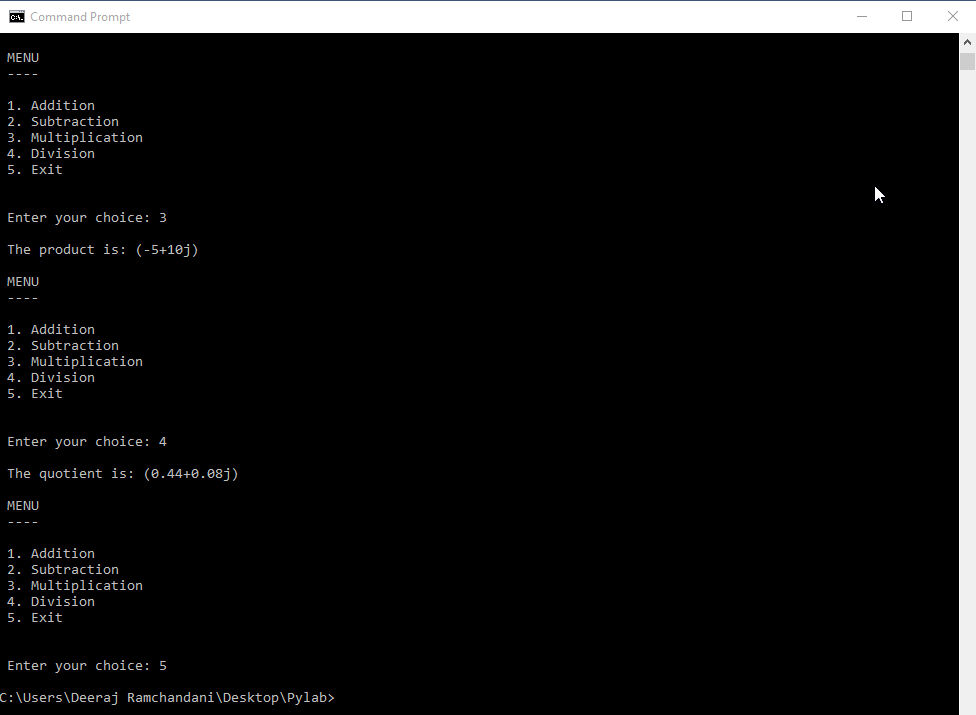 Command Prompt
MENU
----
1. Addition
2. Subtraction
3. Multiplication
4. Division
5. Exit
Enter your choice: 3
The product is: (-5+10j)
MENU
----
1. Addition
2. Subtraction
3. Multiplication
4. Division
5. Exit
Enter your choice: 4
The quotient is: (0.44+0.08j)
MENU
----
1. Addition
2. Subtraction
3. Multiplication
4. Division
5. Exit
Enter your choice: 5
C:\Users\Deeraj Ramchandani\Desktop\Pylab>